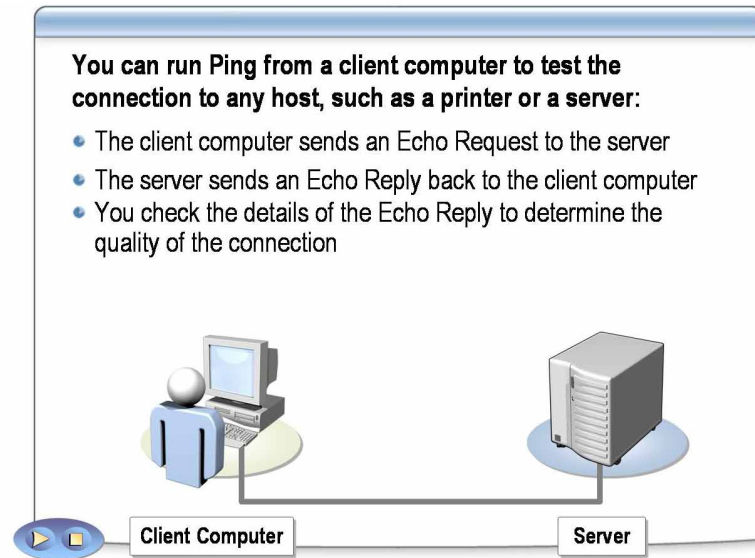 You can run Ping from a client computer to test the
connection to any host, such as a printer or a server:
The client computer sends an Echo Request to the server
The server sends an Echo Reply back to the client computer
You check the details of the Echo Reply to determine the
quality of the connection
Client Computer
Server